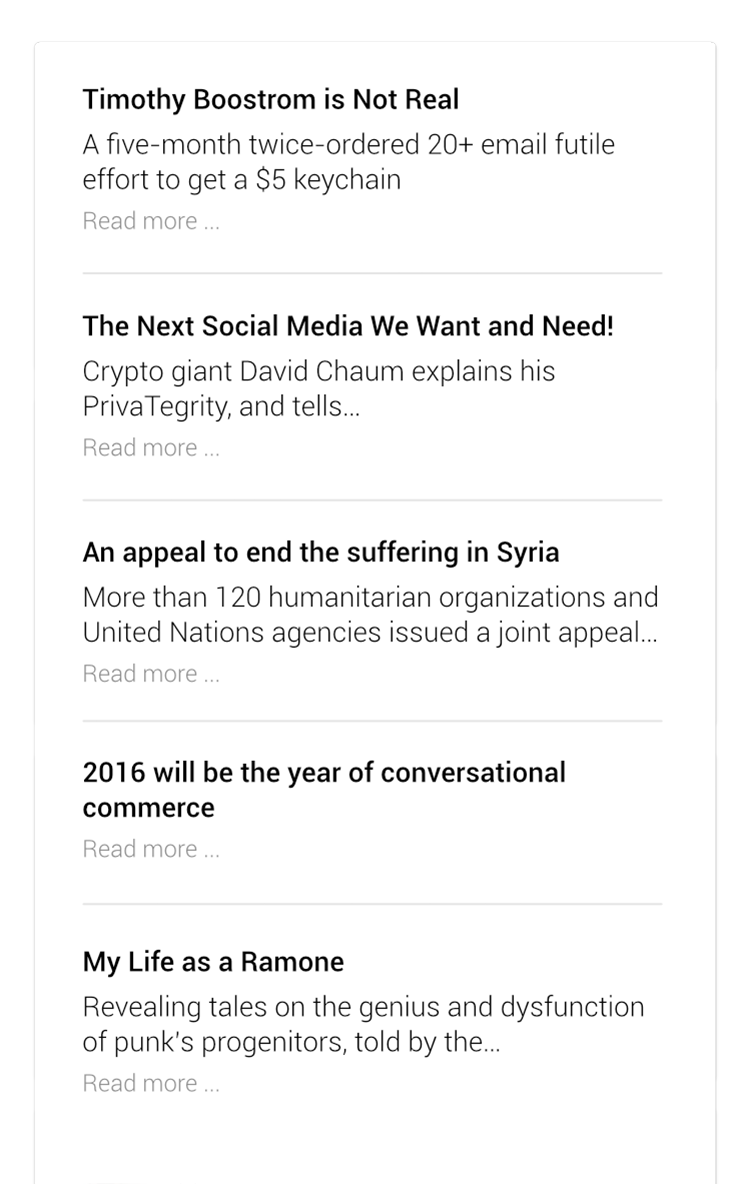 Timothy Boostrom is Not Real
A five-month twice-ordered 20+ email futile
effort to get a $5 keychain
Read more ...
The Next Social Media We Want and Need!
Crypto giant David Chaum explains his
PrivaTegrity, and tells...
Read more ...
An appeal to end the suffering in Syria
More than 120 humanitarian organizations and
United Nations agencies issued a joint appeal...
Read more ...
2016 will be the year of conversational
commerce
Read more ...
My Life as a Ramone
Revealing tales on the genius and dysfunction
of punk's progenitors, told by the...
Read more ...